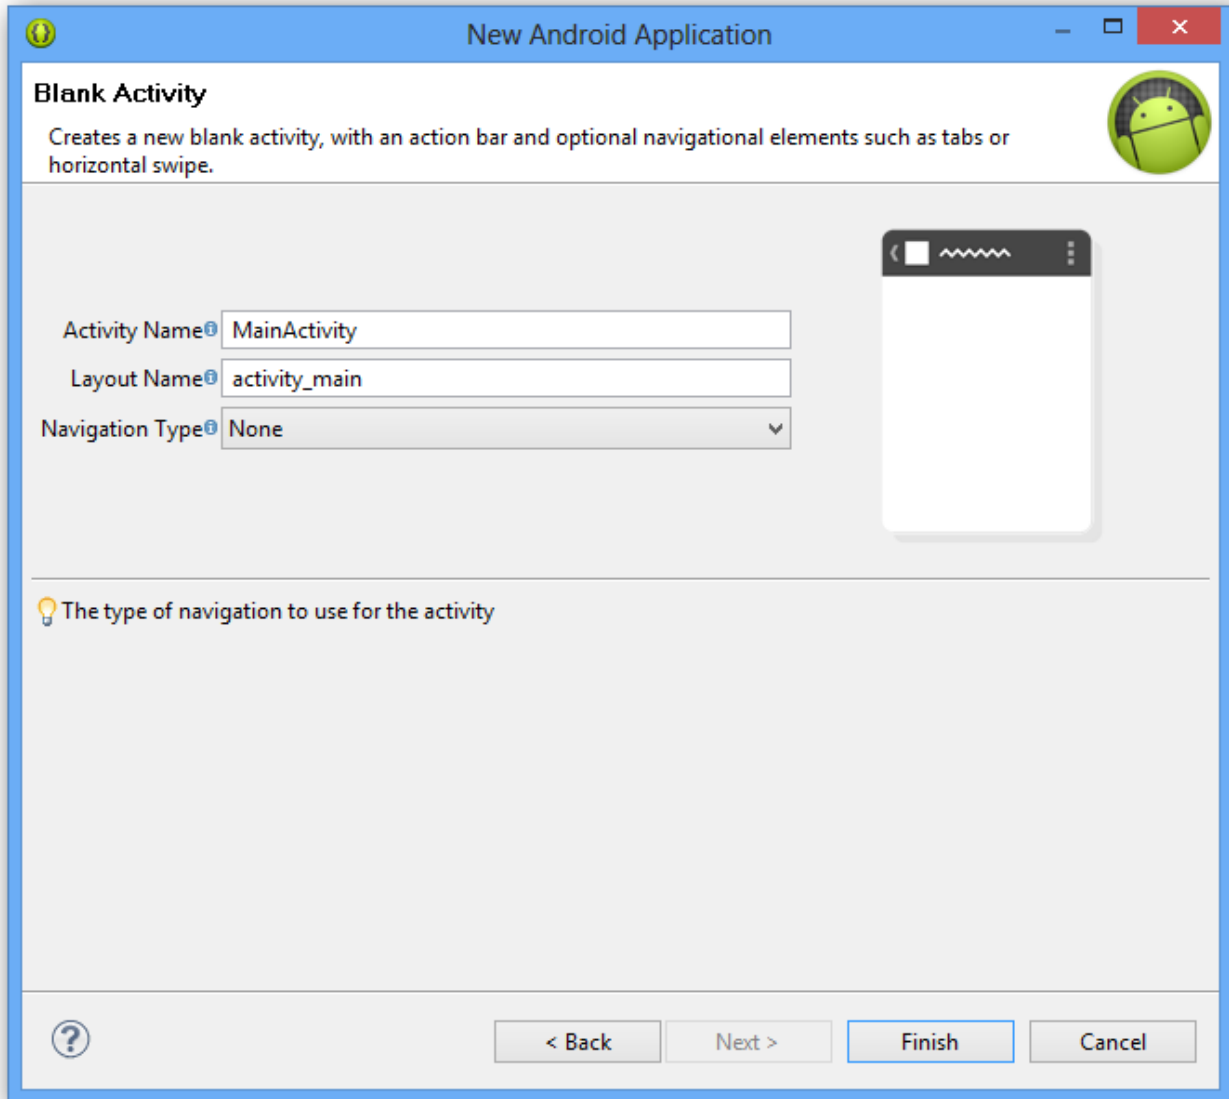 New Android Application
Blank Activity
Creates a new blank activity, with an action bar and optional navigational elements such as tabs or
horizontal swipe.
Activity Name MainActivity
Layout Name activity_main
Navigation Type None
The type of navigation to use for the activity
< Back Next > Finish Cancel